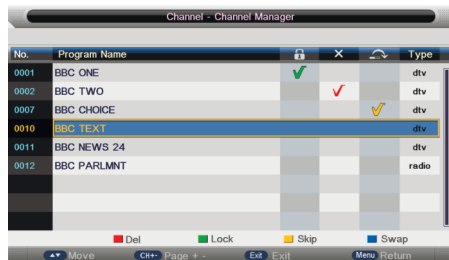 Channel - Channel Manager
No. Program Name Type
0001 BBC ONE dtv
0002 BBC TWO dtv
0007 BBC CHOICE dtv
0010 BBC TEXT dtv
0011 BBC NEWS 24 dtv
0012 BBC PARLMNT radio
Del Lock Skip Swap
Move CH+- Page + - Exit Exit Menu Return